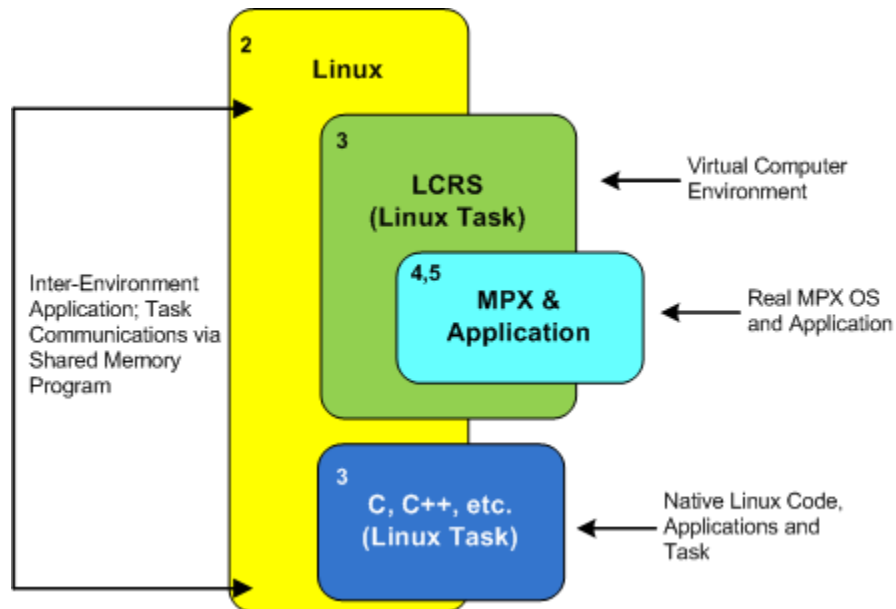 2
Linux
3
LCRS
(Linux Task)
Virtual Computer
Environment
4,5
MPX &
Application
Real MPX OS
and Application
Inter-Environment
Application; Task
Communications via
Shared Memory
Program
3
C, C++, etc.
(Linux Task)
Native Linux Code,
Applications and
Task